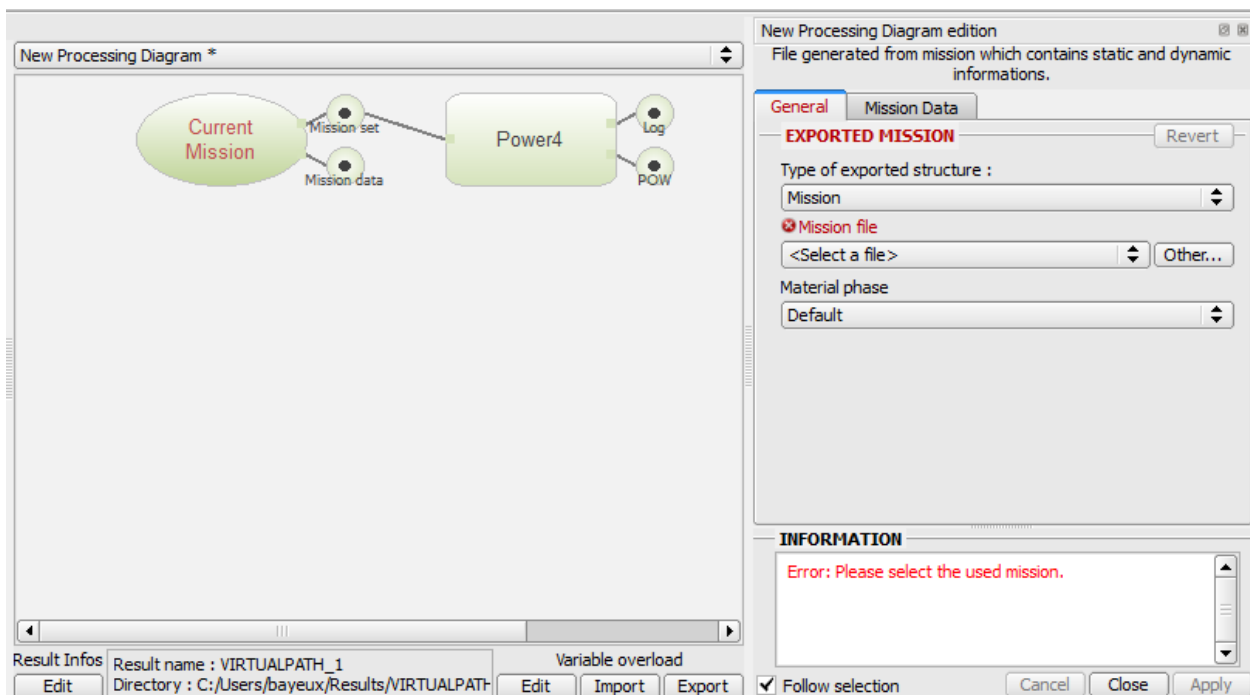 New Processing Diagram *
Current
Mission
Mission set
Mission data
Power4
Log
POW
Result Infos
Edit
Result name : VIRTUALPATH_1
Directory : C:/Users/bayeux/Results/VIRTUALPATH
Variable overload
Edit
Import
Export
New Processing Diagram edition
File generated from mission which contains static and dynamic
informations.
General
Mission Data
EXPORTED MISSION
Revert
Type of exported structure :
Mission
Mission file
<Select a file>
Other...
Material phase
Default
INFORMATION
Error: Please select the used mission.
Follow selection
Cancel
Close
Apply